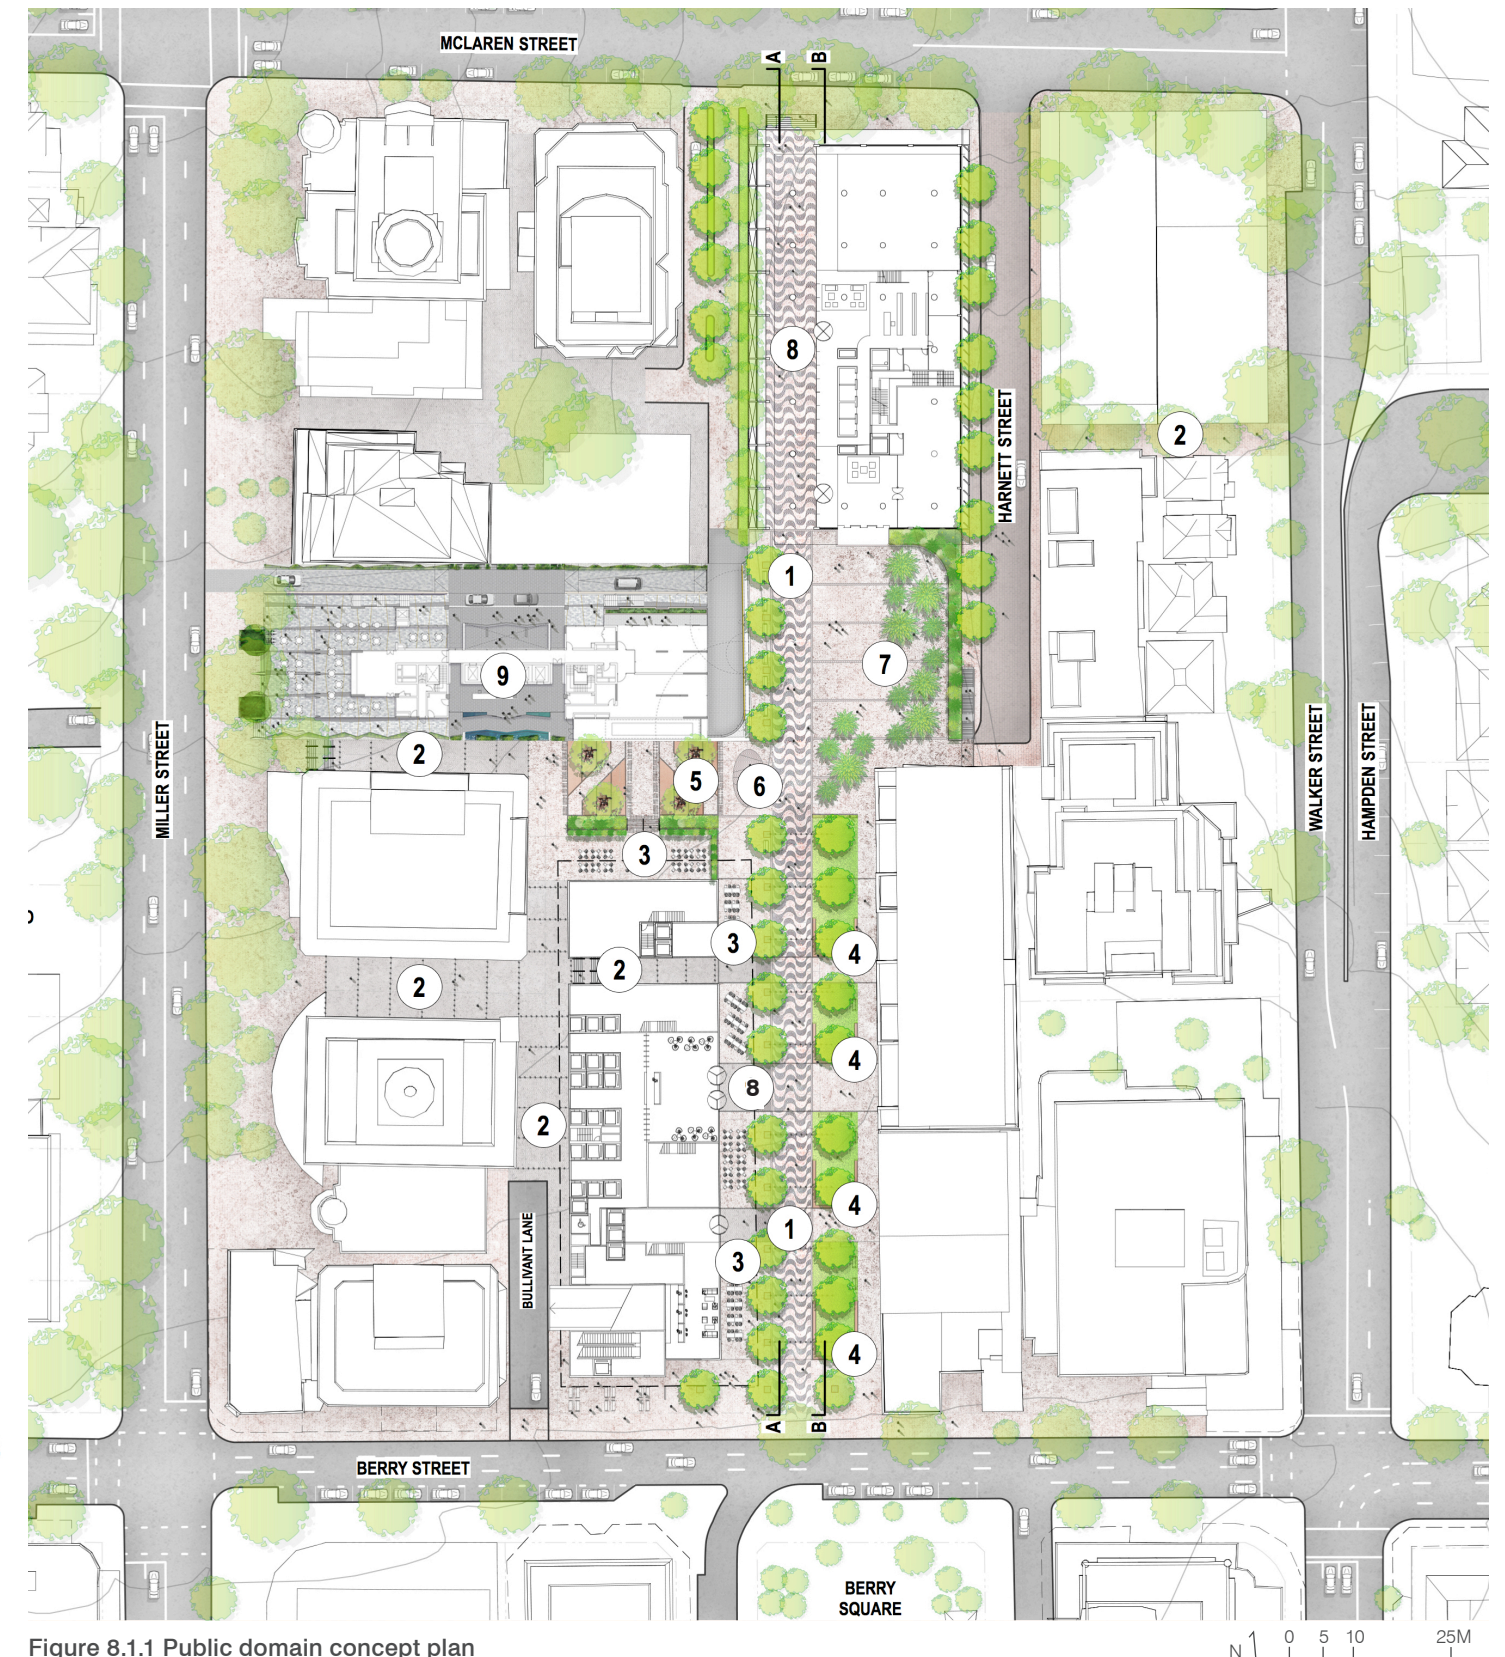 MCLAREN STREET
A
B
8
HARNETT STREET
2
1
7
9
2
5
6
MILLER STREET
WALKER STREET
HAMPDEN STREET
3
3
4
2
2
4
8
2
4
1
BULLIVANT LANE
3
4
A
B
BERRY STREET
BERRY
SQUARE
Figure 8.1.1 Public domain concept plan
N 0 5 10 25M